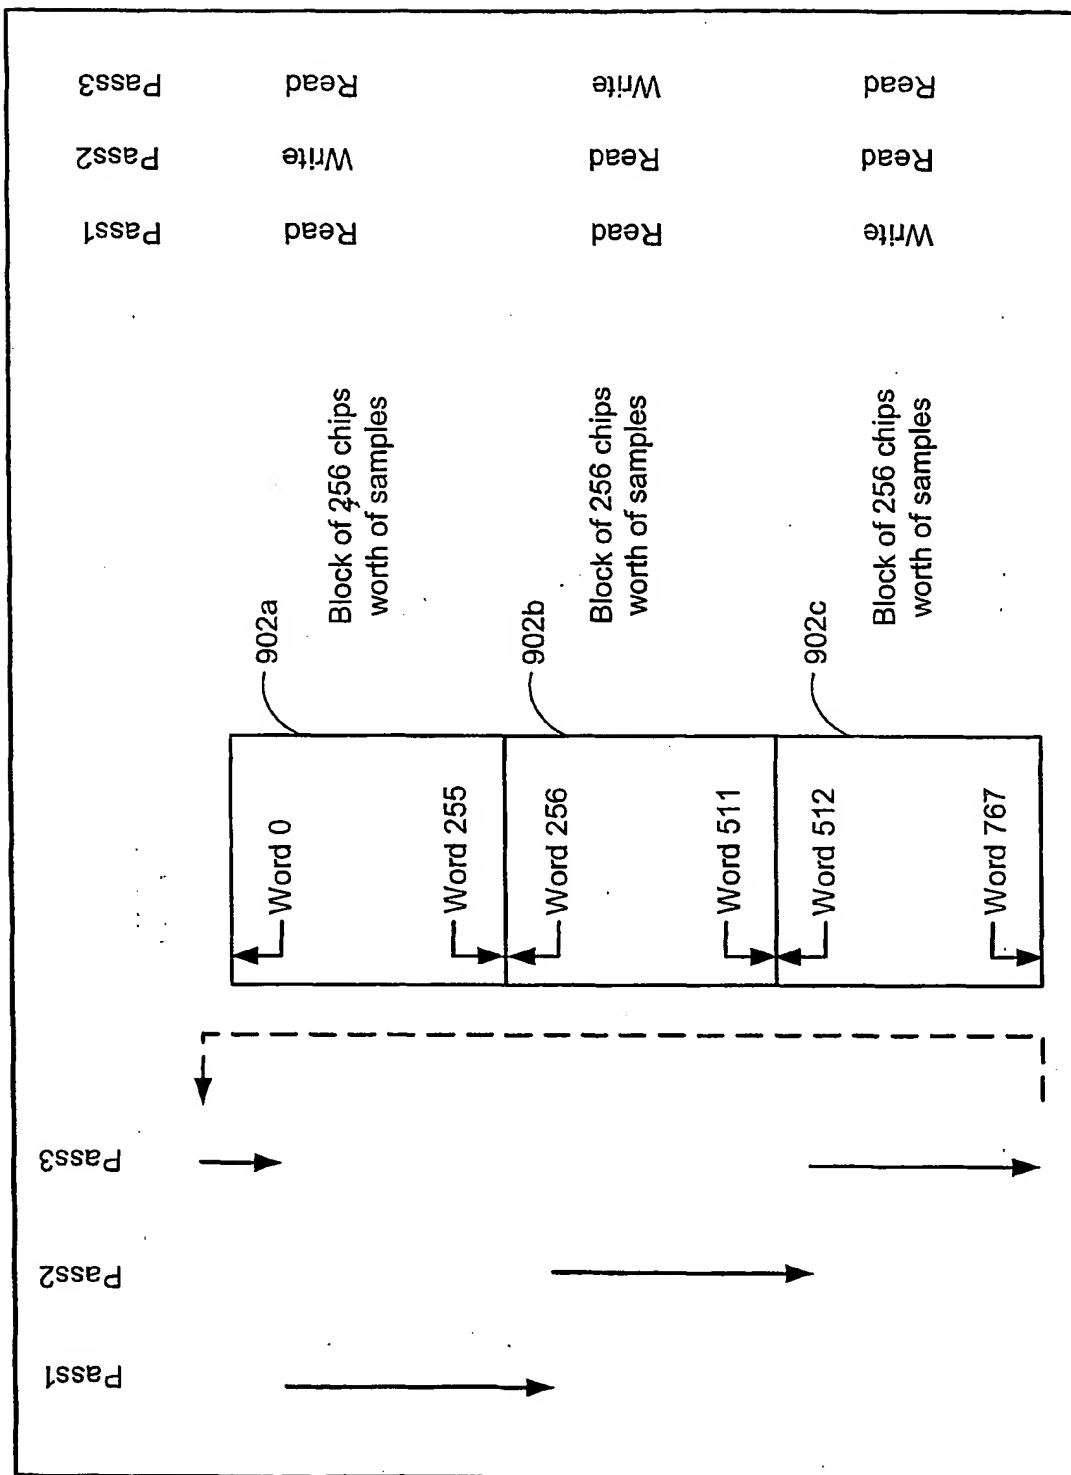 Pass3 Read Write Read
Pass2 Write Read Read
Pass1 Read Read Write
Block of 256 chips
worth of samples
Block of 256 chips
worth of samples
Block of 256 chips
worth of samples
902a
902b
902c
Word 0
Word 255
Word 256
Word 511
Word 512
Word 767
Pass3
Pass2
Pass1